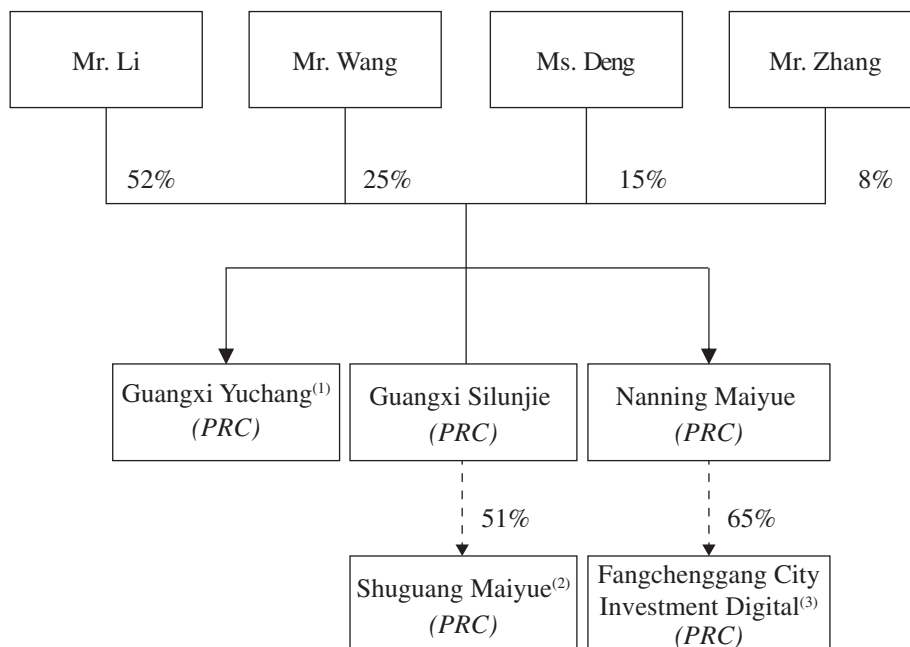 Mr. Li
Mr. Wang
Ms. Deng
Mr. Zhang
52%
25%
15%
8%
Guangxi Yuchang(1)
(PRC)
Guangxi Silunjie
(PRC)
Nanning Maiyue
(PRC)
51%
65%
Shuguang Maiyue(2)
(PRC)
Fangchenggang City
Investment Digital(3)
(PRC)